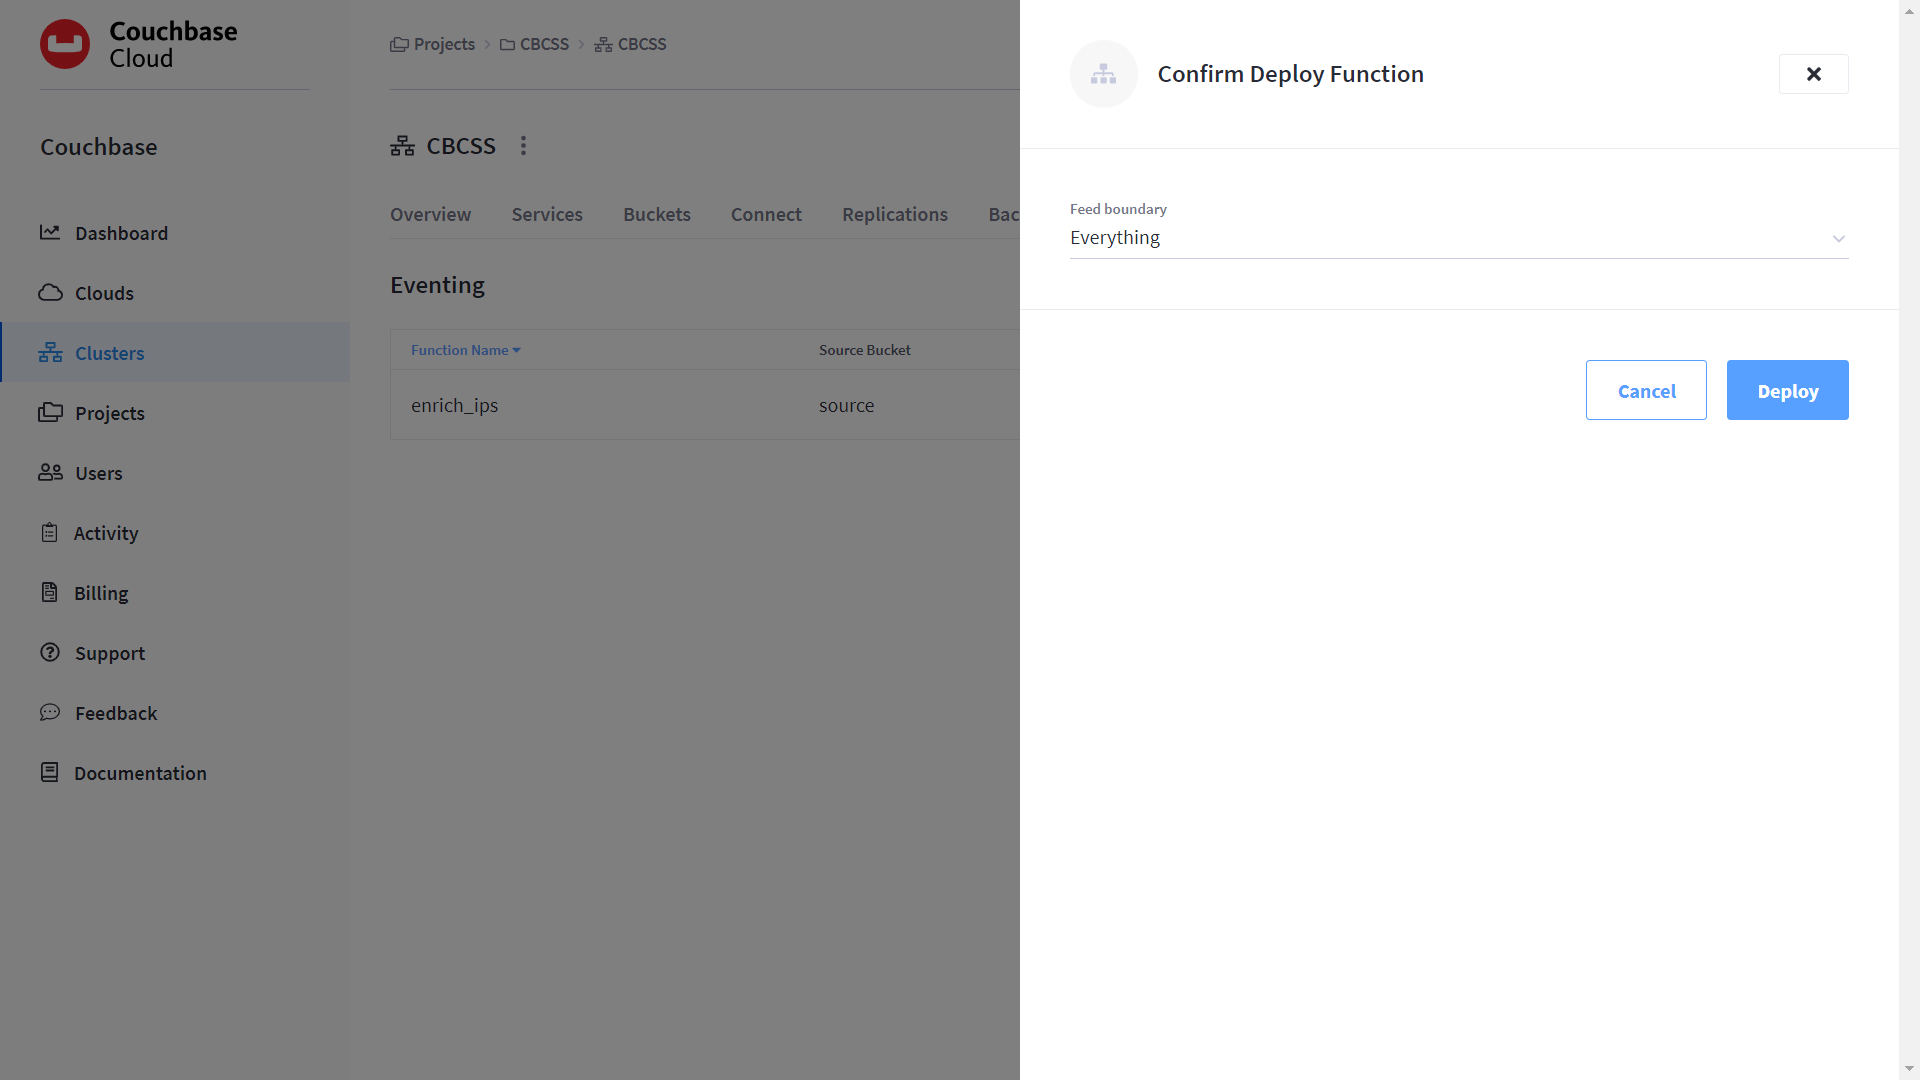 Couchbase
Cloud
Couchbase
Dashboard
Clouds
Clusters
Projects
Users
Activity
Billing
Support
Feedback
Documentation
Projects CBCSS CBCSS
CBCSS
Overview Services Buckets Connect Replications Bac
Eventing
Function Name Source Bucket
enrich_ips source
Confirm Deploy Function
Feed boundary
Everything
Cancel Deploy